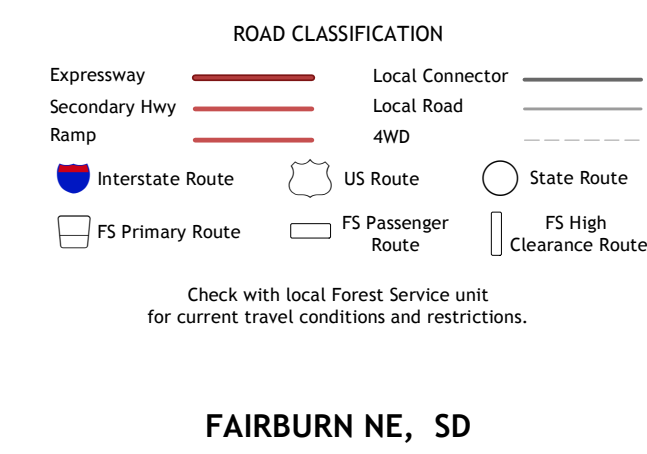 ROAD CLASSIFICATION
Expressway
Local Connector
Secondary Hwy
Local Road
Ramp
4WD
Interstate Route
US Route
State Route
FS Primary Route
FS Passenger
Route
FS High
Clearance Route
Check with local Forest Service unit
for current travel conditions and restrictions.
FAIRBURN NE, SD